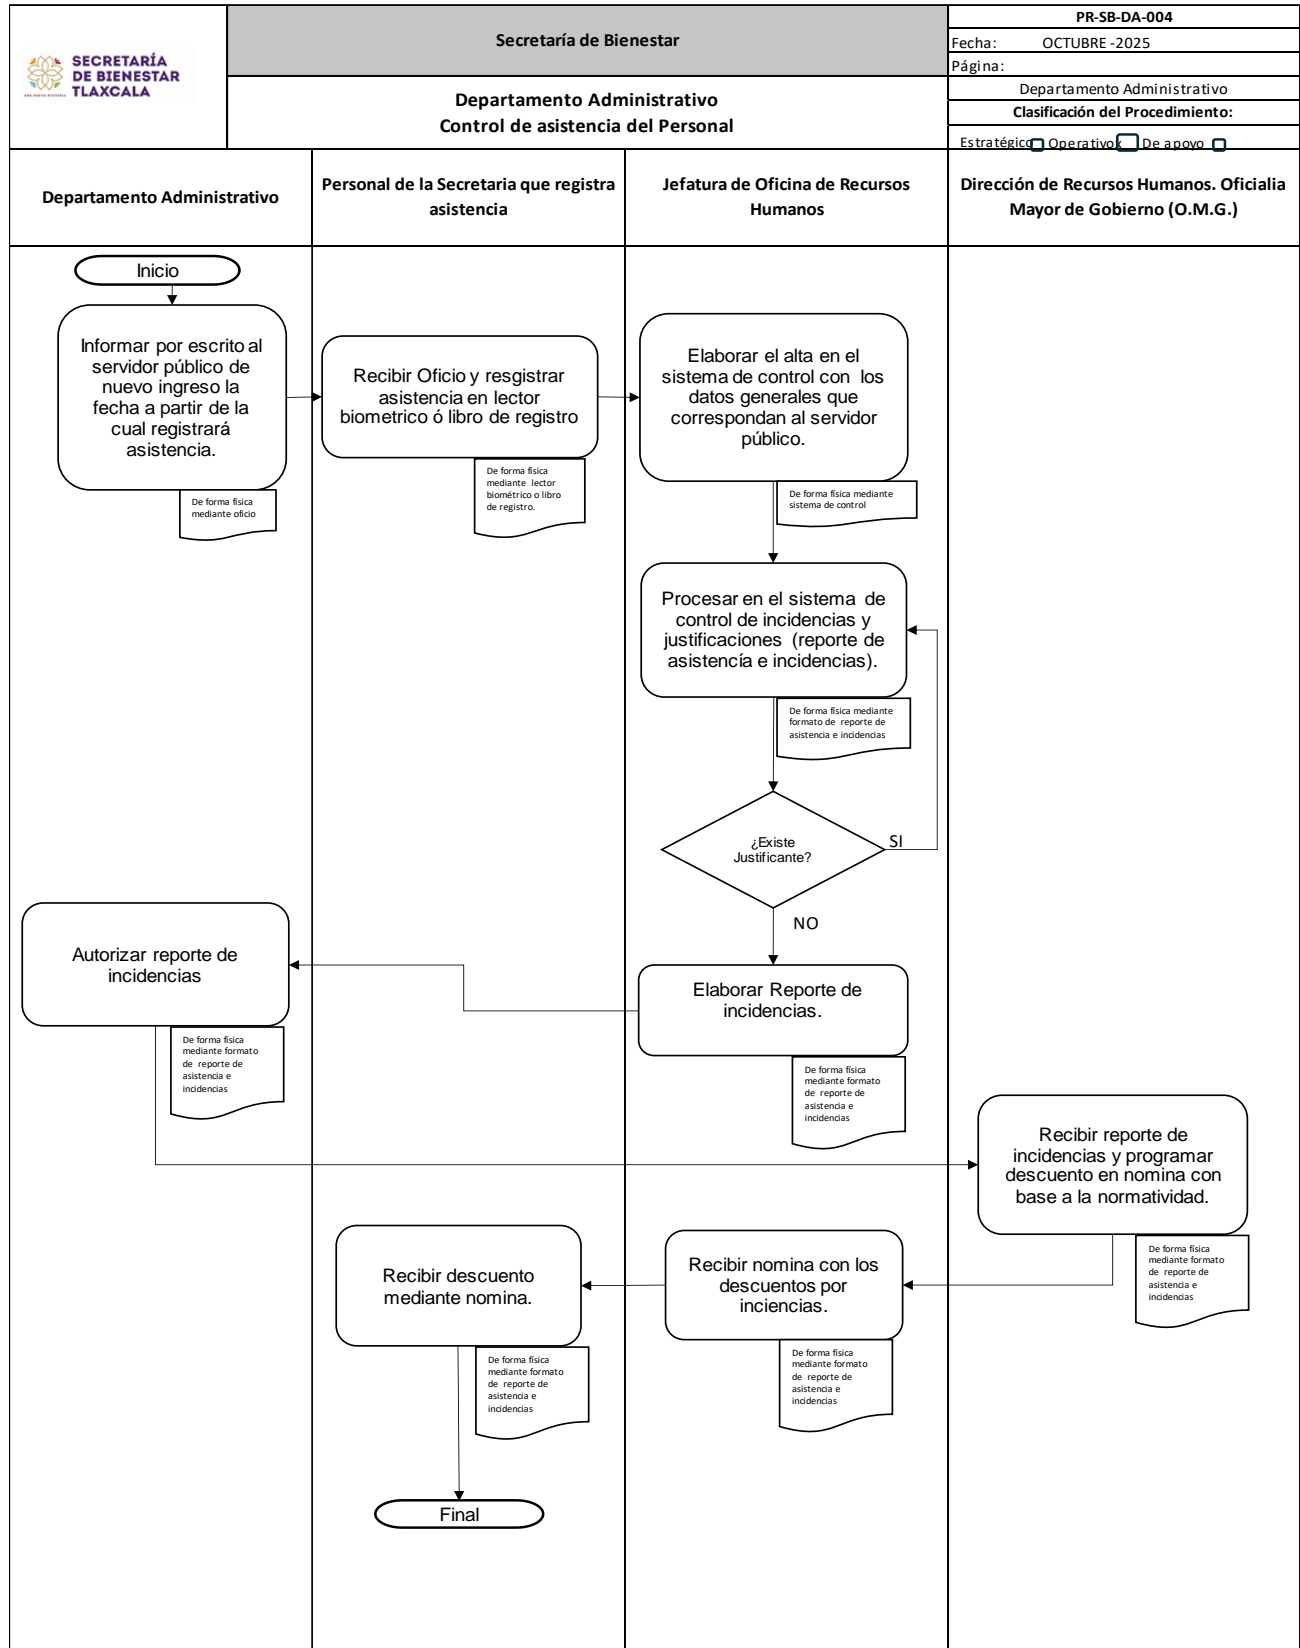 SECRETARÍA
DE BIENESTAR
TLAXCALA
Secretaría de Bienestar
Departamento Administrativo
Control de asistencia del Personal
PR-SB-DA-004
Fecha: OCTUBRE -2025
Página:
Departamento Administrativo
Clasificación del Procedimiento:
Estratégico Operativo x De apoyo
Departamento Administrativo
Personal de la Secretaria que registra
asistencia
Jefatura de Oficina de Recursos
Humanos
Dirección de Recursos Humanos. Oficialia
Mayor de Gobierno (O.M.G.)
Inicio
Informar por escrito al
servidor público de
nuevo ingreso la
fecha a partir de la
cual registrará
asistencia.
De forma física
mediante oficio
Recibir Oficio y resgistrar
asistencia en lector
biometrico ó libro de registro
De forma física
mediante lector
biométrico o libro
de registro.
Elaborar el alta en el
sistema de control con los
datos generales que
correspondan al servidor
público.
De forma física mediante
sistema de control
Procesar en el sistema de
control de incidencias y
justificaciones (reporte de
asistencía e incidencias).
De forma física mediante
formato de reporte de
asistencia e incidencias
¿Existe
Justificante?
SI
NO
Autorizar reporte de
incidencias
De forma física
mediante formato
de reporte de
asistencia e
incidencias
Elaborar Reporte de
incidencias.
De forma física
mediante formato
de reporte de
asistencia e
incidencias
Recibir reporte de
incidencias y programar
descuento en nomina con
base a la normatividad.
De forma física
mediante formato
de reporte de
asistencia e
incidencias
Recibir nomina con los
descuentos por
inciencias.
De forma física
mediante formato
de reporte de
asistencia e
incidencias
Recibir descuento
mediante nomina.
De forma física
mediante formato
de reporte de
asistencia e
incidencias
Final